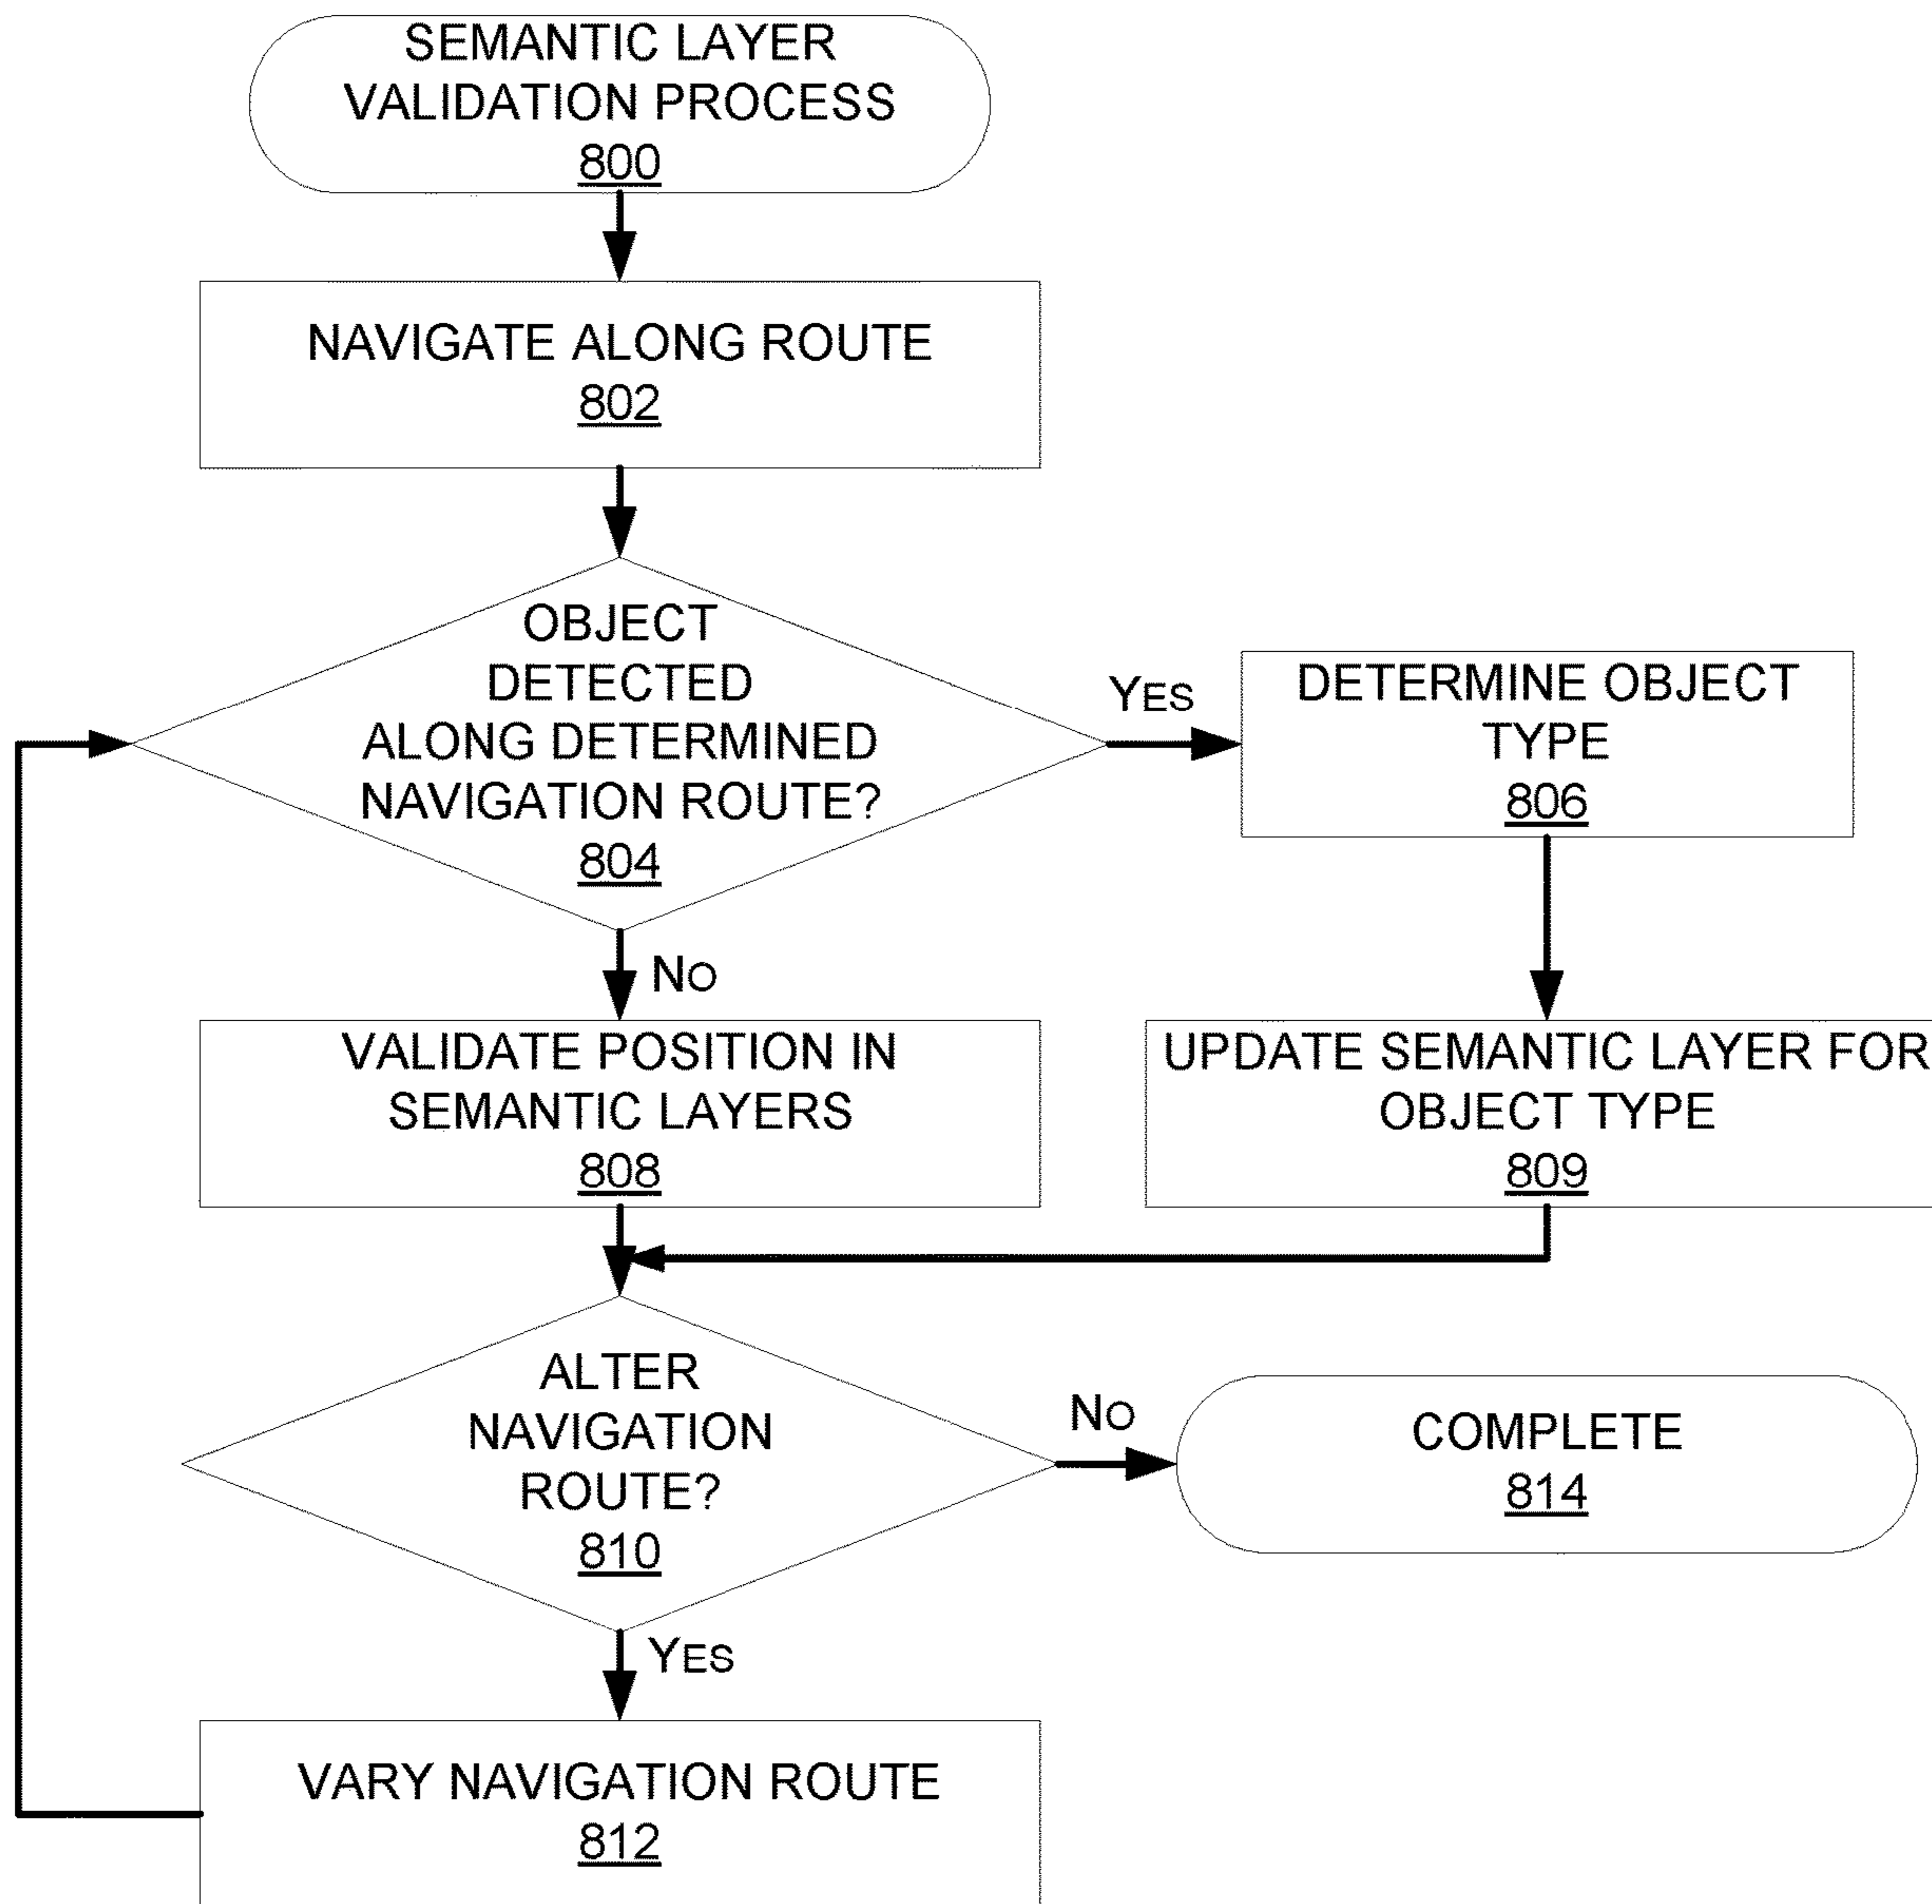 SEMANTIC LAYER
VALIDATION PROCESS
800
NAVIGATE ALONG ROUTE
802
OBJECT
DETECTED
ALONG DETERMINED
NAVIGATION ROUTE?
804
YES
DETERMINE OBJECT
TYPE
806
NO
VALIDATE POSITION IN
SEMANTIC LAYERS
808
UPDATE SEMANTIC LAYER FOR
OBJECT TYPE
809
ALTER
NAVIGATION
ROUTE?
810
NO
COMPLETE
814
YES
VARY NAVIGATION ROUTE
812